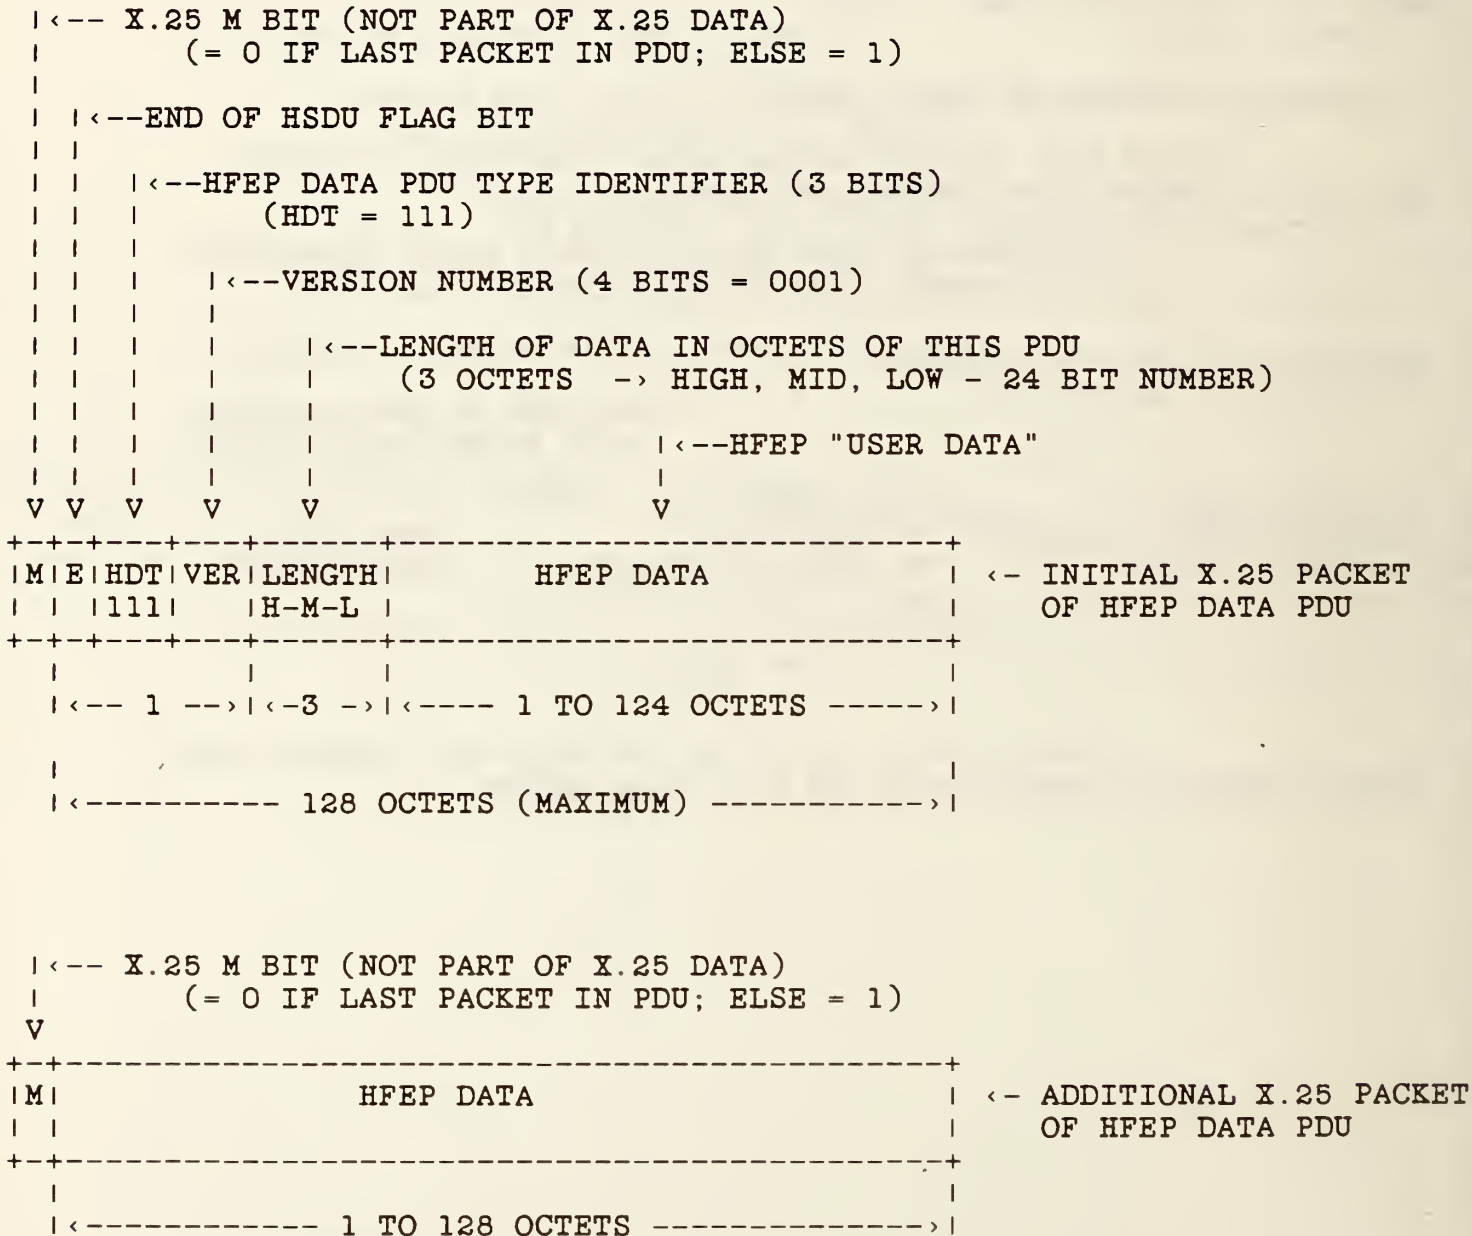 |<-- X.25 M BIT (NOT PART OF X.25 DATA)
|       (= 0 IF LAST PACKET IN PDU; ELSE = 1)
|
| |<--END OF HSDU FLAG BIT
| |
| |  |<--HFEP DATA PDU TYPE IDENTIFIER (3 BITS)
| |  |      (HDT = 111)
| |  |
| |  |   |<--VERSION NUMBER (4 BITS = 0001)
| |  |   |
| |  |   |    |<--LENGTH OF DATA IN OCTETS OF THIS PDU
| |  |   |    |    (3 OCTETS  -> HIGH, MID, LOW - 24 BIT NUMBER)
| |  |   |    |
| |  |   |    |                 |<--HFEP "USER DATA"
| |  |   |    |                 |
V V  V   V    V                 V
+-+-+---+---+------+----------------------------+
|M|E|HDT|VER|LENGTH|       HFEP DATA            | <- INITIAL X.25 PACKET
| | |111|   |H-M-L |                            |    OF HFEP DATA PDU
+-+-+---+---+------+----------------------------+
|         |      |                            |
|<-- 1 -->|<-3 ->|<---- 1 TO 124 OCTETS ----->|
|                                             |
|<---------- 128 OCTETS (MAXIMUM) ----------->|
|<-- X.25 M BIT (NOT PART OF X.25 DATA)
|       (= 0 IF LAST PACKET IN PDU; ELSE = 1)
V
+-+---------------------------------------------+
|M|               HFEP DATA                     | <- ADDITIONAL X.25 PACKET
| |                                             |    OF HFEP DATA PDU
+-+---------------------------------------------+
|                                             |
|<------------ 1 TO 128 OCTETS -------------->|